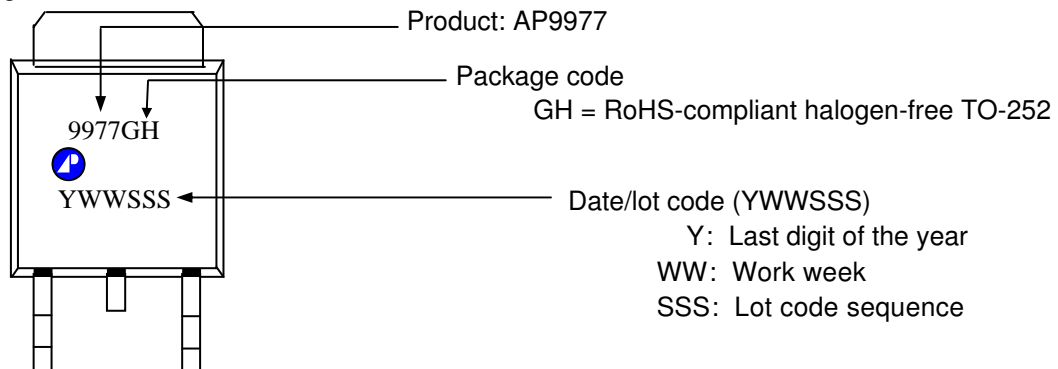 Product: AP9977
Package code
GH = RoHS-compliant halogen-free TO-252
9977GH
AP
YWWSSS
Date/lot code (YWWSSS)
Y: Last digit of the year
WW: Work week
SSS: Lot code sequence